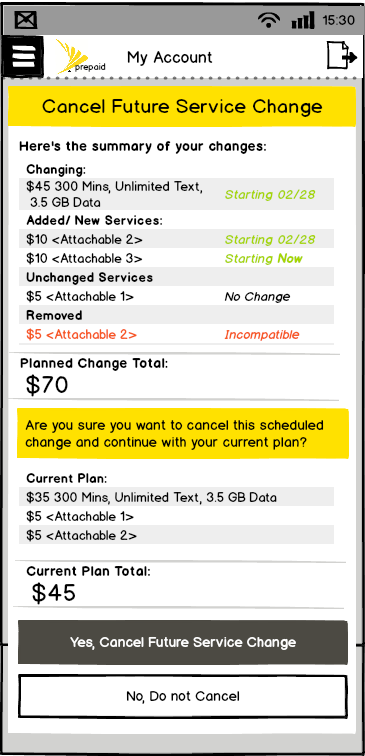 15:30
prepaid
My Account
Cancel Future Service Change
Here's the summary of your changes:
Changing:
$45 300 Mins, Unlimited Text,
3.5 GB Data
Starting 02/28
Added/ New Services:
$10 <Attachable 2> Starting 02/28
$10 <Attachable 3> Starting Now
Unchanged Services
$5 <Attachable 1> No Change
Removed
$5 <Attachable 2> Incompatible
Planned Change Total:
$70
Are you sure you want to cancel this scheduled
change and continue with your current plan?
Current Plan:
$35 300 Mins, Unlimited Text, 3.5 GB Data
$5 <Attachable 1>
$5 <Attachable 2>
Current Plan Total:
$45
Yes, Cancel Future Service Change
No, Do not Cancel